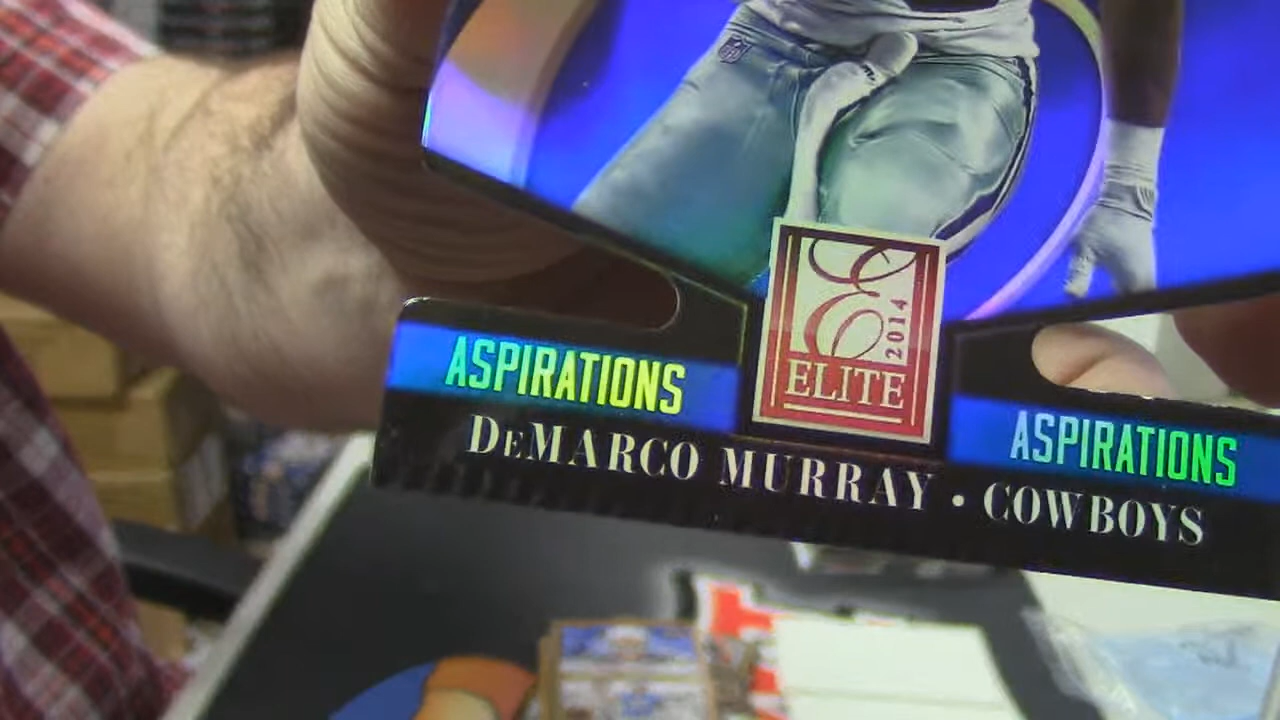 E
2014
ELITE
ASPIRATIONS
ASPIRATIONS
DEMARCO MURRAY • COWBOYS